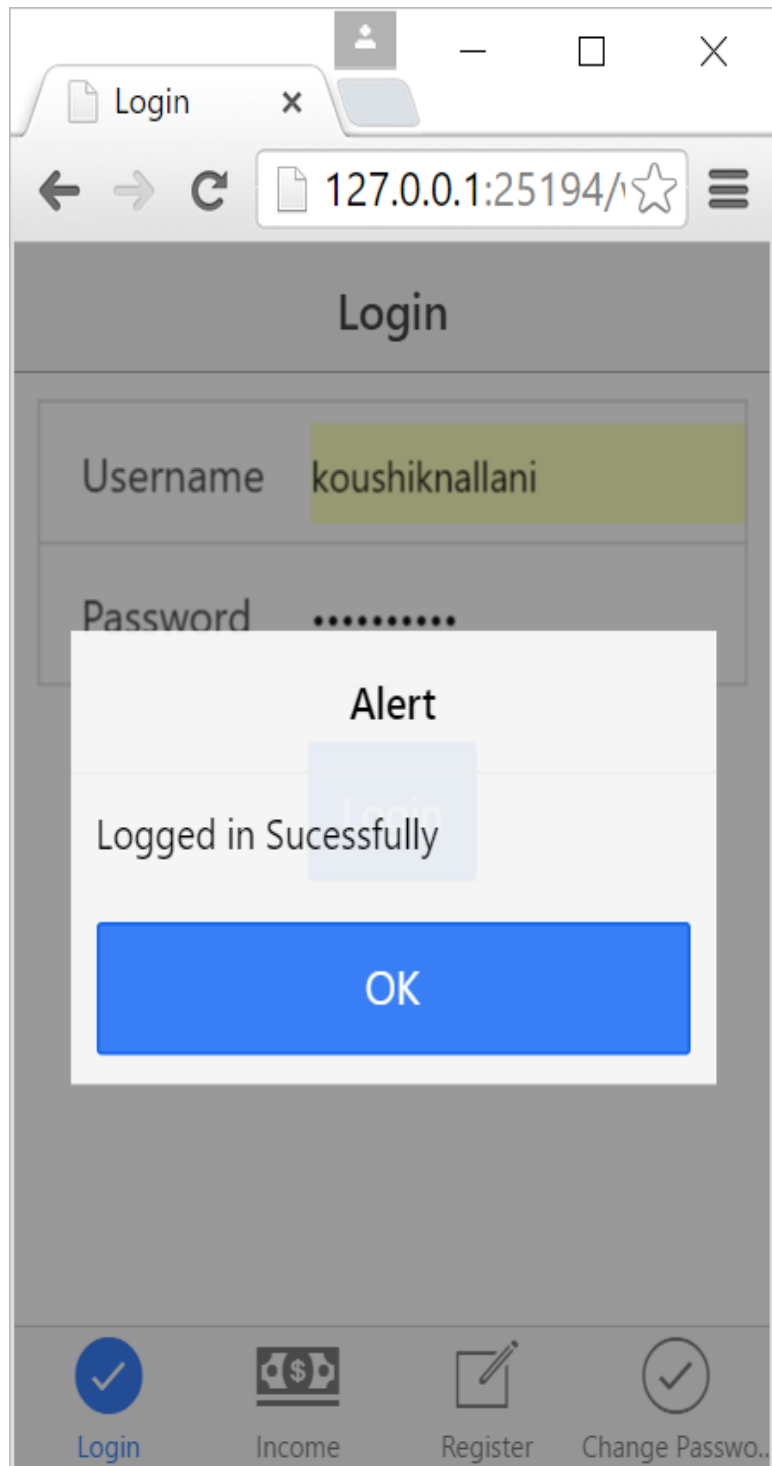 Login
127.0.0.1:25194/
Login
Username koushiknallani
Password ••••••••••
Alert
Login
Logged in Sucessfully
OK
Login Income Register Change Passwo..